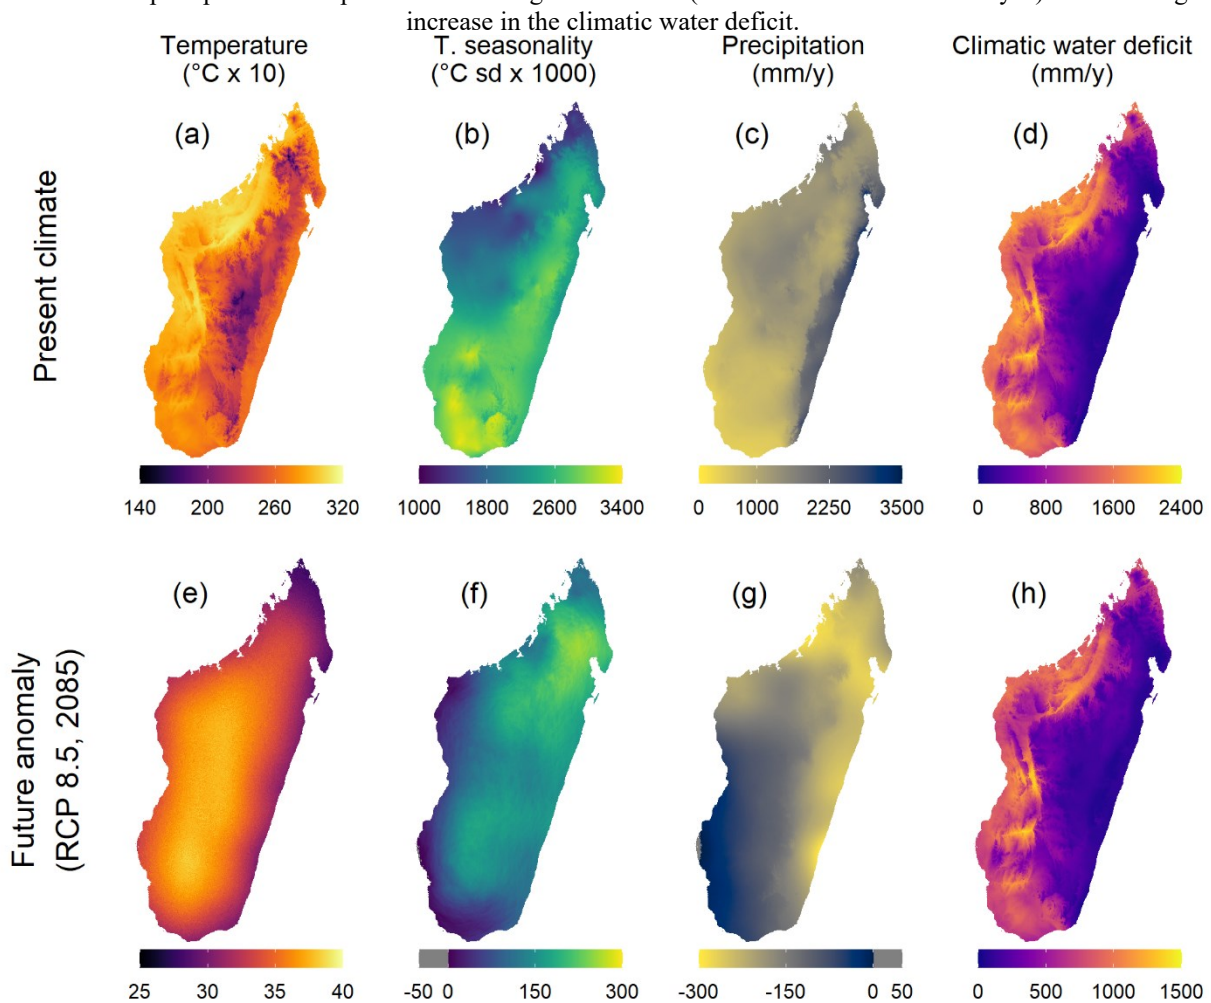 increase in the climatic water deficit.
Temperature
(°C x 10)
T. seasonality
(°C sd x 1000)
Precipitation
(mm/y)
Climatic water deficit
(mm/y)
Present climate
(a)
(b)
(c)
(d)
140 200 260 320
1000 1800 2600 3400
0 1000 2250 3500
0 800 1600 2400
Future anomaly
(RCP 8.5, 2085)
(e)
(f)
(g)
(h)
25 30 35 40
-50 0 150 300
-300 -150 0 50
0 500 1000 1500